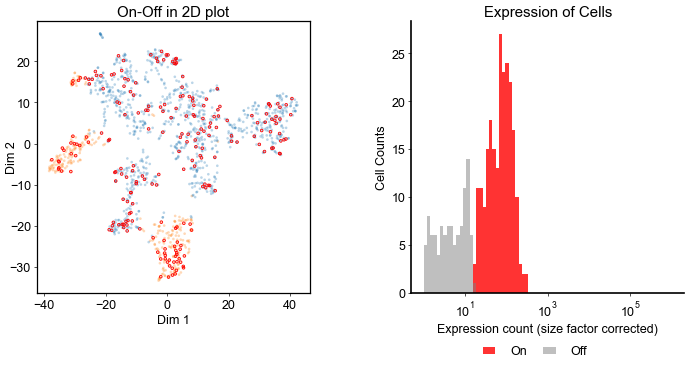 On-Off in 2D plot
20
10
0
−10
−20
−30
Dim 2
−40
−20
0
20
40
Dim 1
Expression of Cells
25
20
15
10
5
0
Cell Counts
10^1
10^3
10^5
Expression count (size factor corrected)
On
Off